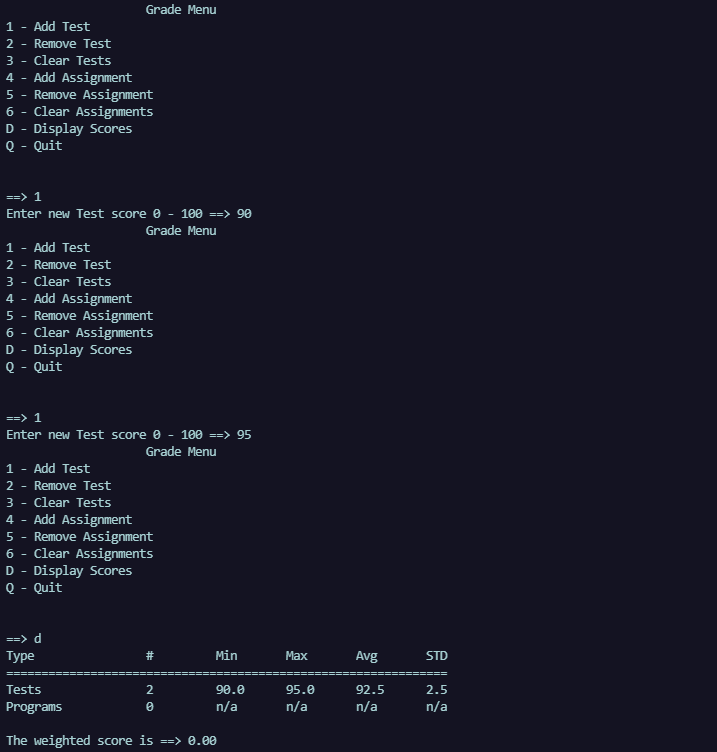 Grade Menu
1 - Add Test
2 - Remove Test
3 - Clear Tests
4 - Add Assignment
5 - Remove Assignment
6 - Clear Assignments
D - Display Scores
Q - Quit
==> 1
Enter new Test score 0 - 100 ==> 90
Grade Menu
1 - Add Test
2 - Remove Test
3 - Clear Tests
4 - Add Assignment
5 - Remove Assignment
6 - Clear Assignments
D - Display Scores
Q - Quit
==> 1
Enter new Test score 0 - 100 ==> 95
Grade Menu
1 - Add Test
2 - Remove Test
3 - Clear Tests
4 - Add Assignment
5 - Remove Assignment
6 - Clear Assignments
D - Display Scores
Q - Quit
==> d
Type # Min Max Avg STD
===============================================================
Tests 2 90.0 95.0 92.5 2.5
Programs 0 n/a n/a n/a n/a
The weighted score is ==> 0.00